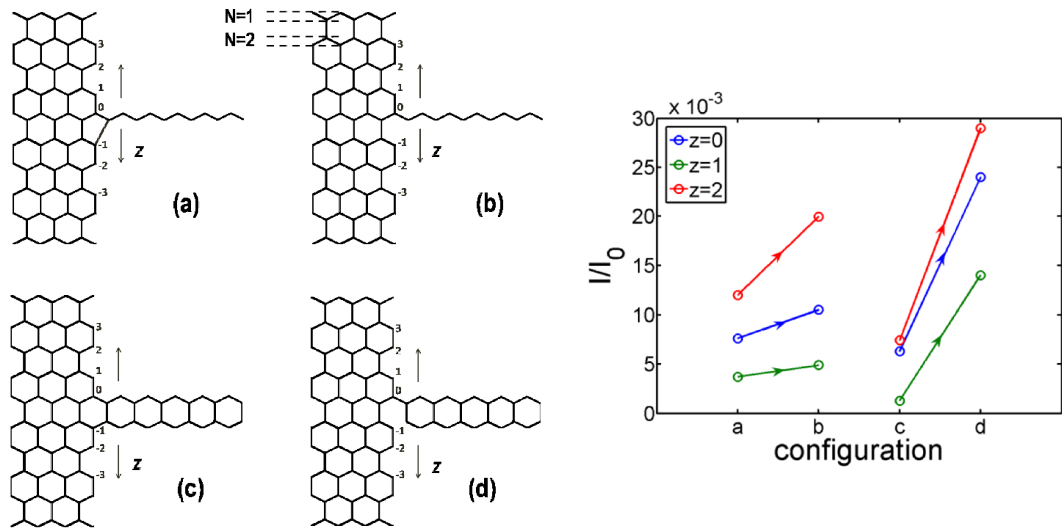 N=1
N=2
3
2
1
0
-1
-2
-3
z
(a)
3
2
1
0
-1
-2
-3
z
(b)
3
2
1
0
-1
-2
-3
z
(c)
3
2
1
0
-1
-2
-3
z
(d)
x 10⁻³
30
25
20
15
10
5
0
I/I₀
z=0
z=1
z=2
a b c d
configuration